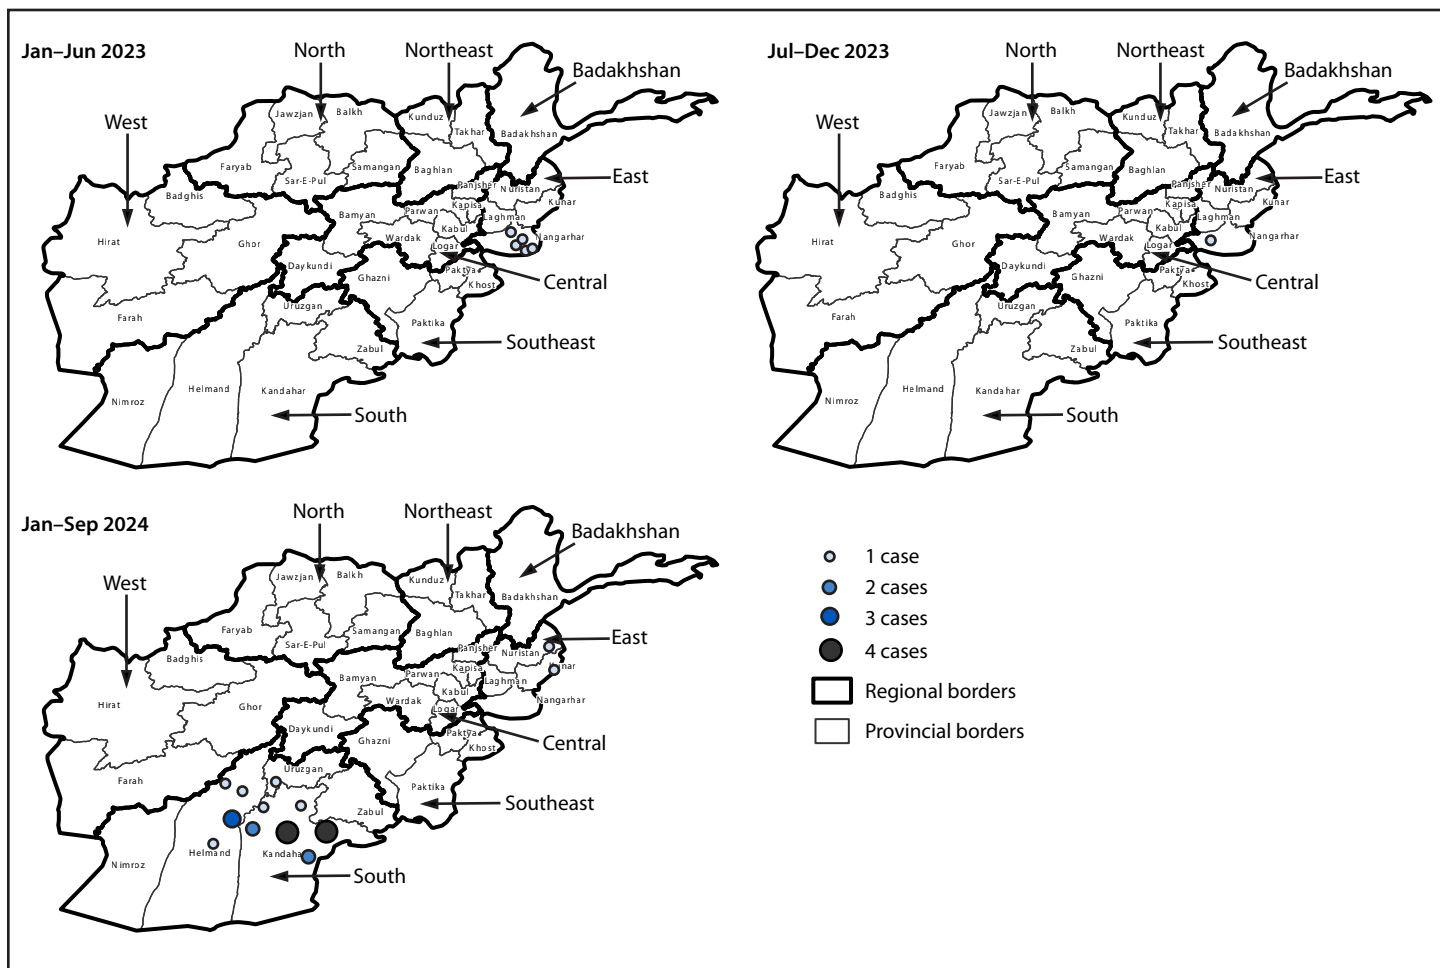 Jan–Jun 2023
North
Northeast
Badakhshan
West
East
Central
Southeast
South
Jawzjan
Balkh
Kunduz
Takhar
Badakhshan
Faryab
Sar-E-Pul
Samangan
Baghlan
Badghis
Panjsher
Nuristan
Kunar
Bamyan
Parwan
Kapisa
Laghman
Hirat
Ghor
Wardak
Kabul
Logar
Nangarhar
Daykundi
Ghazni
Paktya
Khost
Farah
Uruzgan
Paktika
Zabul
Nimroz
Helmand
Kandahar
Jul–Dec 2023
North
Northeast
Badakhshan
West
East
Central
Southeast
South
Jawzjan
Balkh
Kunduz
Takhar
Badakhshan
Faryab
Sar-E-Pul
Samangan
Baghlan
Badghis
Panjsher
Nuristan
Kunar
Bamyan
Parwan
Kapisa
Laghman
Hirat
Ghor
Wardak
Kabul
Logar
Nangarhar
Daykundi
Ghazni
Paktya
Khost
Farah
Uruzgan
Paktika
Zabul
Nimroz
Helmand
Kandahar
Jan–Sep 2024
North
Northeast
Badakhshan
West
East
Central
Southeast
South
Jawzjan
Balkh
Kunduz
Takhar
Badakhshan
Faryab
Sar-E-Pul
Samangan
Baghlan
Badghis
Panjsher
Nuristan
Kunar
Bamyan
Parwan
Kapisa
Laghman
Hirat
Ghor
Wardak
Kabul
Logar
Nangarhar
Daykundi
Ghazni
Paktya
Khost
Farah
Uruzgan
Paktika
Zabul
Nimroz
Helmand
Kandahar
1 case
2 cases
3 cases
4 cases
Regional borders
Provincial borders